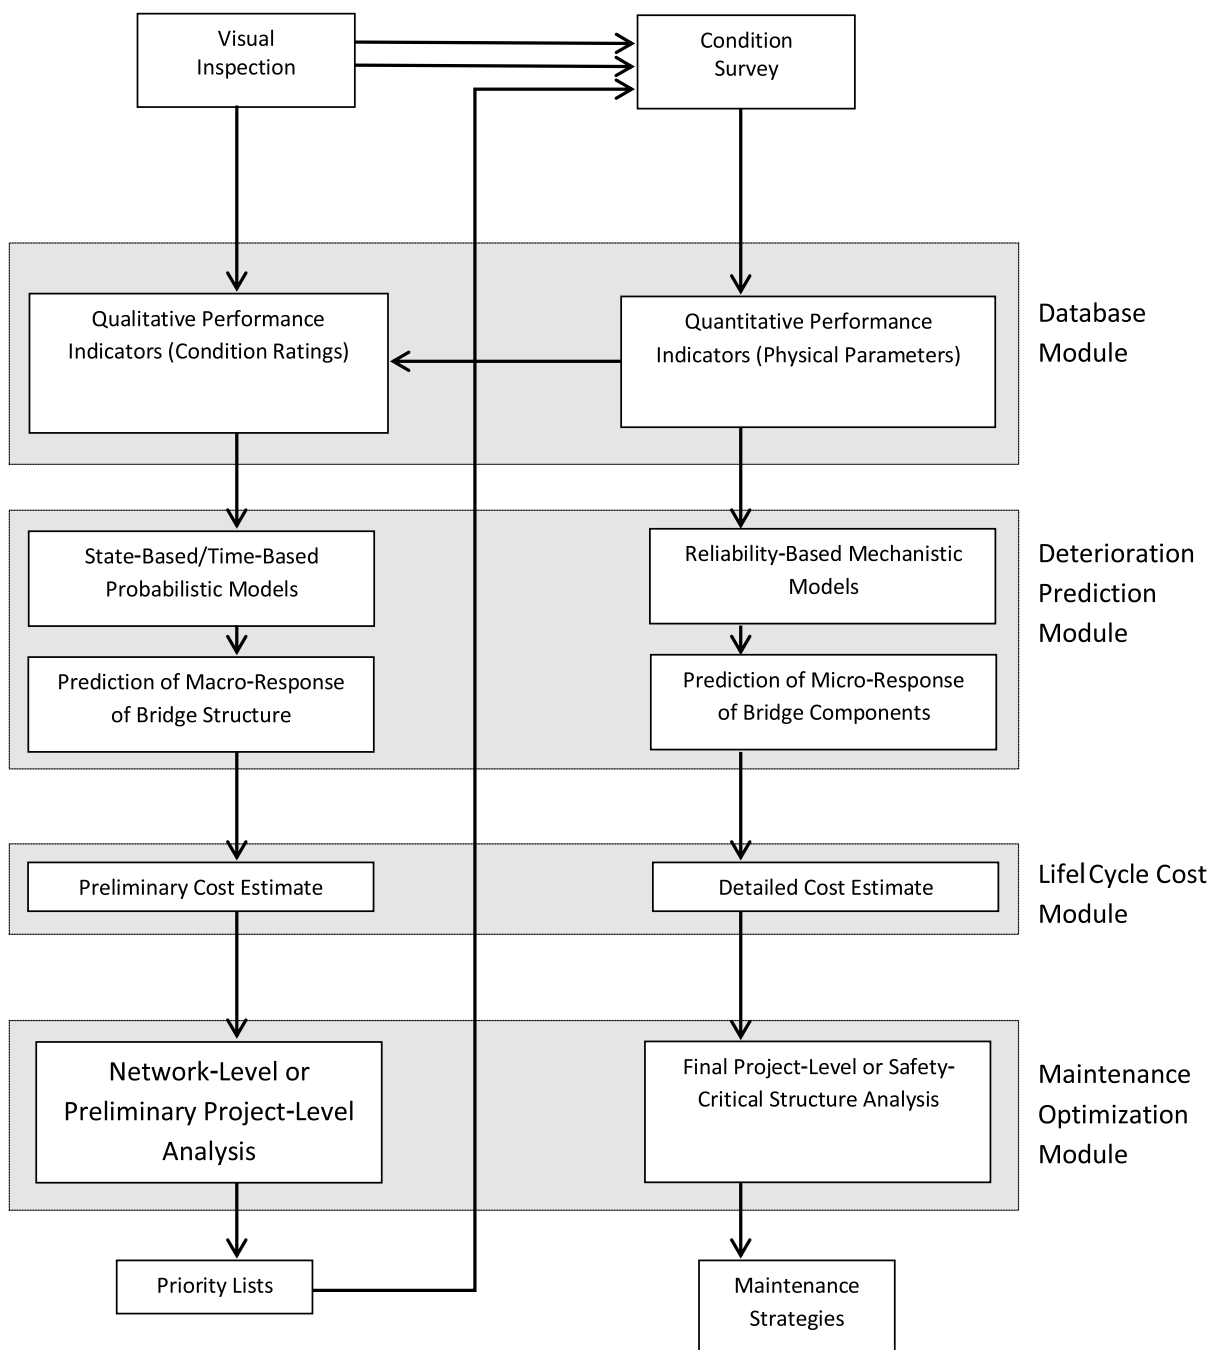 Visual
Inspection
Condition
Survey
Qualitative Performance
Indicators (Condition Ratings)
Quantitative Performance
Indicators (Physical Parameters)
Database
Module
State-Based/Time-Based
Probabilistic Models
Reliability-Based Mechanistic
Models
Prediction of Macro-Response
of Bridge Structure
Prediction of Micro-Response
of Bridge Components
Deterioration
Prediction
Module
Preliminary Cost Estimate
Detailed Cost Estimate
Lifel Cycle Cost
Module
Network-Level or
Preliminary Project-Level
Analysis
Final Project-Level or Safety-
Critical Structure Analysis
Maintenance
Optimization
Module
Priority Lists
Maintenance
Strategies